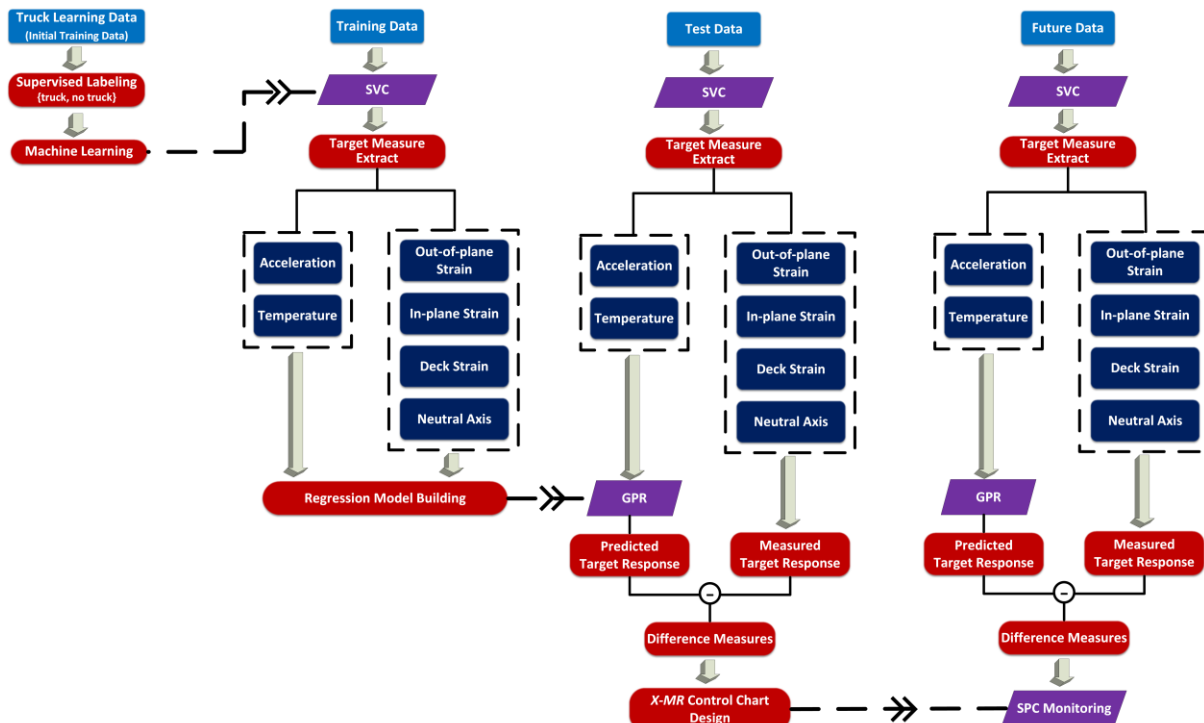 Truck Learning Data
(Initial Training Data)
Supervised Labeling
{truck, no truck}
Machine Learning
Training Data
SVC
Target Measure
Extract
Acceleration
Temperature
Out-of-plane
Strain
In-plane Strain
Deck Strain
Neutral Axis
Regression Model Building
Test Data
SVC
Target Measure
Extract
Acceleration
Temperature
Out-of-plane
Strain
In-plane Strain
Deck Strain
Neutral Axis
GPR
Predicted
Target Response
Measured
Target Response
-
Difference Measures
X-MR Control Chart
Design
Future Data
SVC
Target Measure
Extract
Acceleration
Temperature
Out-of-plane
Strain
In-plane Strain
Deck Strain
Neutral Axis
GPR
Predicted
Target Response
Measured
Target Response
-
Difference Measures
SPC Monitoring